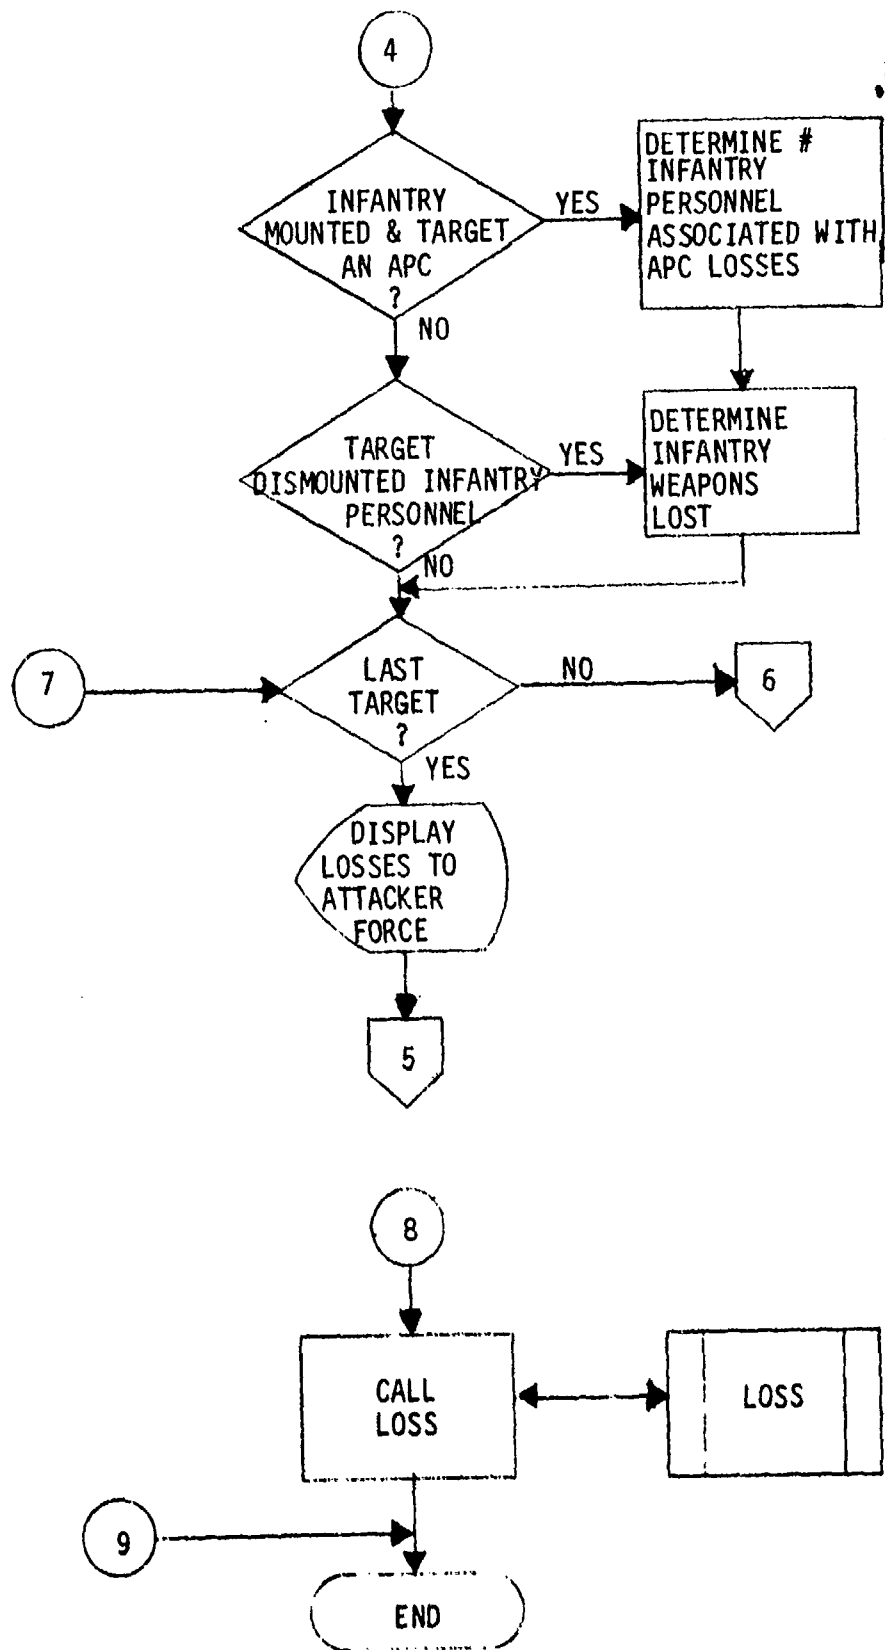 4
INFANTRY
MOUNTED & TARGET
AN APC
?
YES
DETERMINE #
INFANTRY
PERSONNEL
ASSOCIATED WITH
APC LOSSES
NO
TARGET
DISMOUNTED INFANTRY
PERSONNEL
?
YES
DETERMINE
INFANTRY
WEAPONS
LOST
NO
7
LAST
TARGET
?
NO
6
YES
DISPLAY
LOSSES TO
ATTACKER
FORCE
5
8
CALL
LOSS
LOSS
9
END